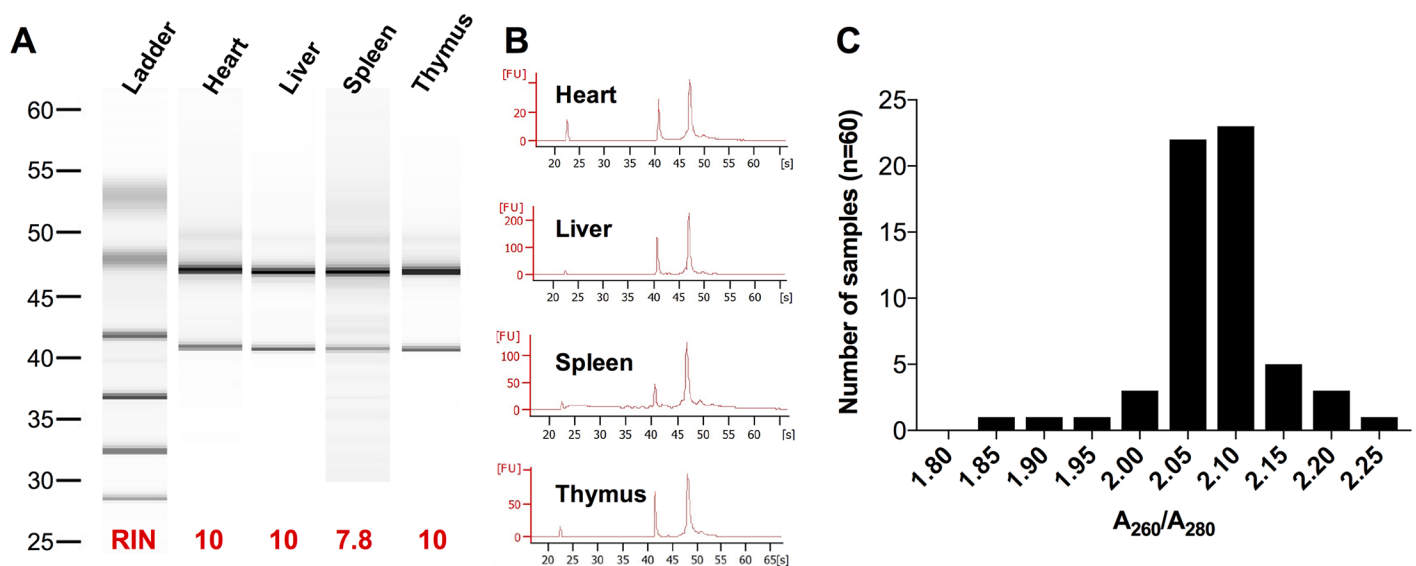 A
Ladder
Heart
Liver
Spleen
Thymus
60
55
50
45
40
35
30
25
RIN 10 10 7.8 10
B
[FU]
Heart
20
0
20 25 30 35 40 45 50 55 60 [s]
[FU]
200
Liver
100
0
20 25 30 35 40 45 50 55 60 [s]
[FU]
100
Spleen
50
0
20 25 30 35 40 45 50 55 60 [s]
[FU]
Thymus
50
0
20 25 30 35 40 45 50 55 60 65[s]
C
Number of samples (n=60)
25
20
15
10
5
0
1.80 1.85 1.90 1.95 2.00 2.05 2.10 2.15 2.20 2.25
A260/A280